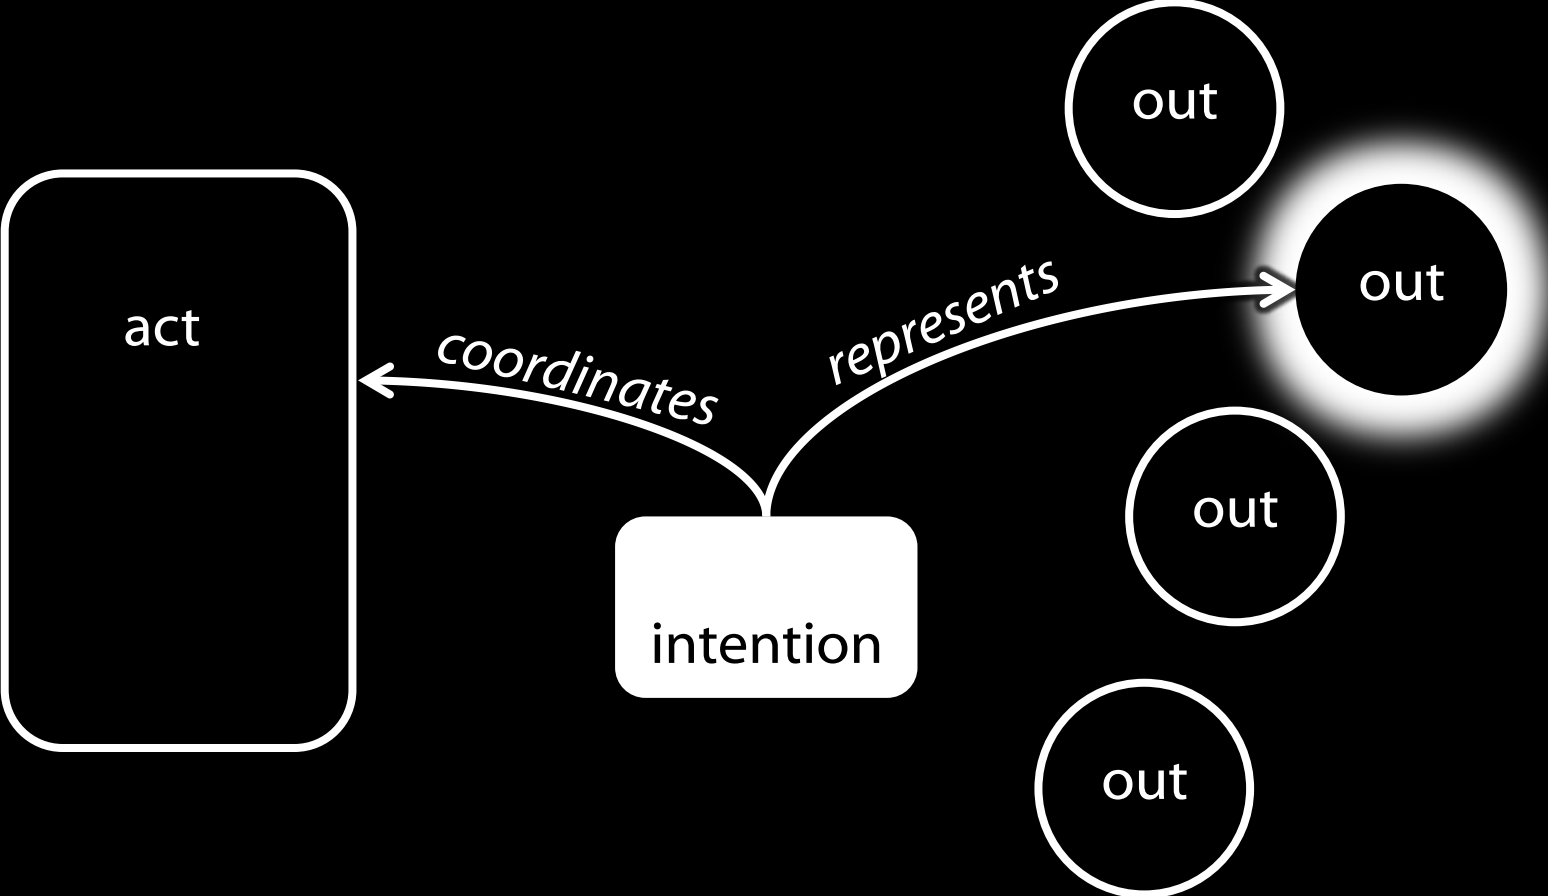 out
out
act
coordinates
represents
out
intention
out